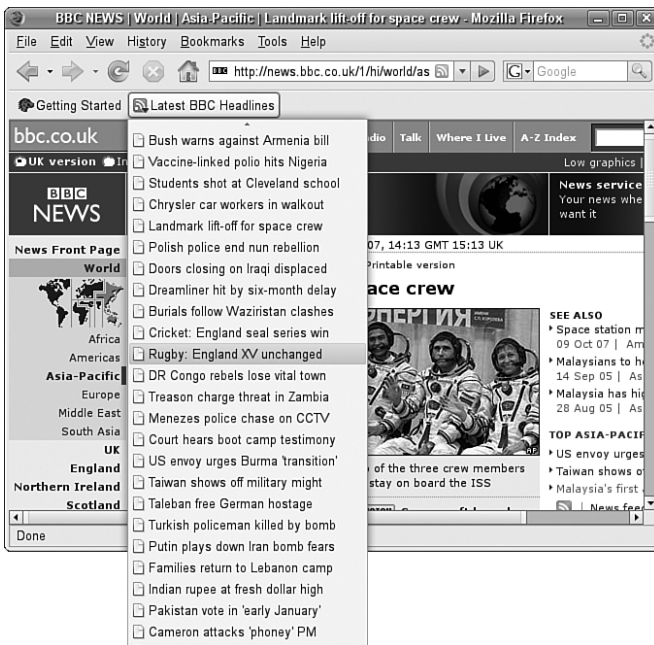 BBC NEWS | World | Asia-Pacific | Landmark lift-off for space crew - Mozilla Firefox
File Edit View History Bookmarks Tools Help
http://news.bbc.co.uk/1/hi/world/as
G Google
Getting Started Latest BBC Headlines
bbc.co.uk
Talk Where I Live A-Z Index
UK version
Low graphics |
BBC
NEWS
News service
Your news
want it
07, 14:13 GMT 15:13 UK
Printable version
crew
News Front Page
World
Africa
Americas
Asia-Pacific
Europe
Middle East
South Asia
UK
England
Northern Ireland
Scotland
Bush warns against Armenia bill
Vaccine-linked polio hits Nigeria
Students shot at Cleveland school
Chrysler car workers in walkout
Landmark lift-off for space crew
Polish police end nun rebellion
Doors closing on Iraqi displaced
Dreamliner hit by six-month delay
Burials follow Waziristan clashes
Cricket: England seal series win
Rugby: England XV unchanged
DR Congo rebels lose vital town
Treason charge threat in Zambia
Menezes police chase on CCTV
Court hears boot camp testimony
US envoy urges Burma 'transition'
Taiwan shows off military might
Taleban free German hostage
Turkish policeman killed by bomb
Putin plays down Iran bomb fears
Families return to Lebanon camp
Indian rupee at fresh dollar high
Pakistan vote in 'early January'
Cameron attacks 'phoney' PM
AP
of the three crew members
stay on board the ISS
SEE ALSO
Space station
09 Oct 07 |
Malaysians to
14 Sep 05 | As
Malaysia has
28 Aug 05 | As
TOP ASIA-PACIF
US envoy urges
Taiwan shows
Malaysia's first
| News
Done